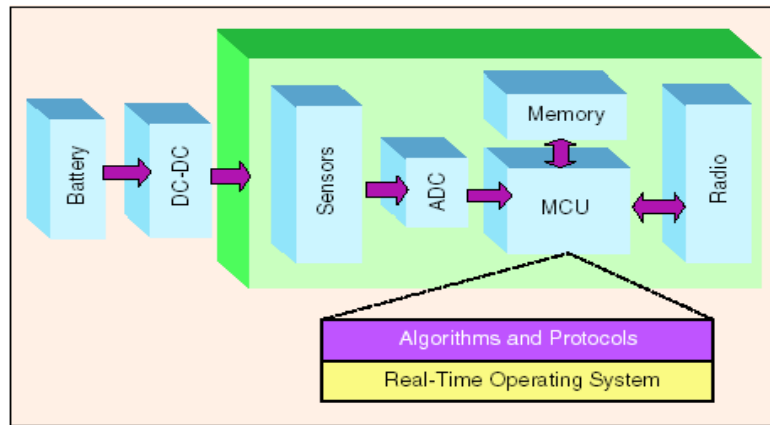 Battery
DC-DC
Sensors
ADC
Memory
MCU
Radio
Algorithms and Protocols
Real-Time Operating System